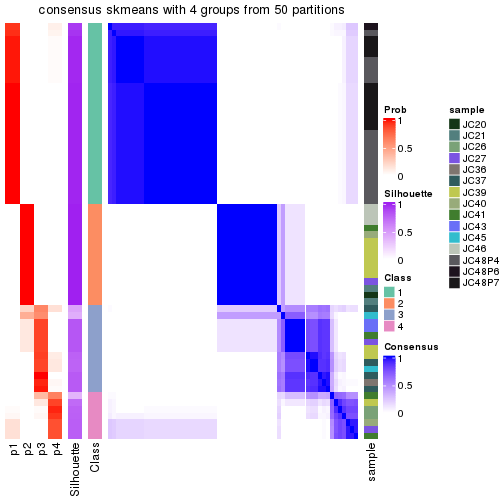 consensus skmeans with 4 groups from 50 partitions
Prob
1
0.5
0
Silhouette
1
0.5
0
Class
1
2
3
4
Consensus
1
0.5
0
sample
JC20
JC21
JC26
JC27
JC36
JC37
JC39
JC40
JC41
JC43
JC45
JC46
JC48P4
JC48P6
JC48P7
p1
p2
p3
p4
Silhouette
Class
sample